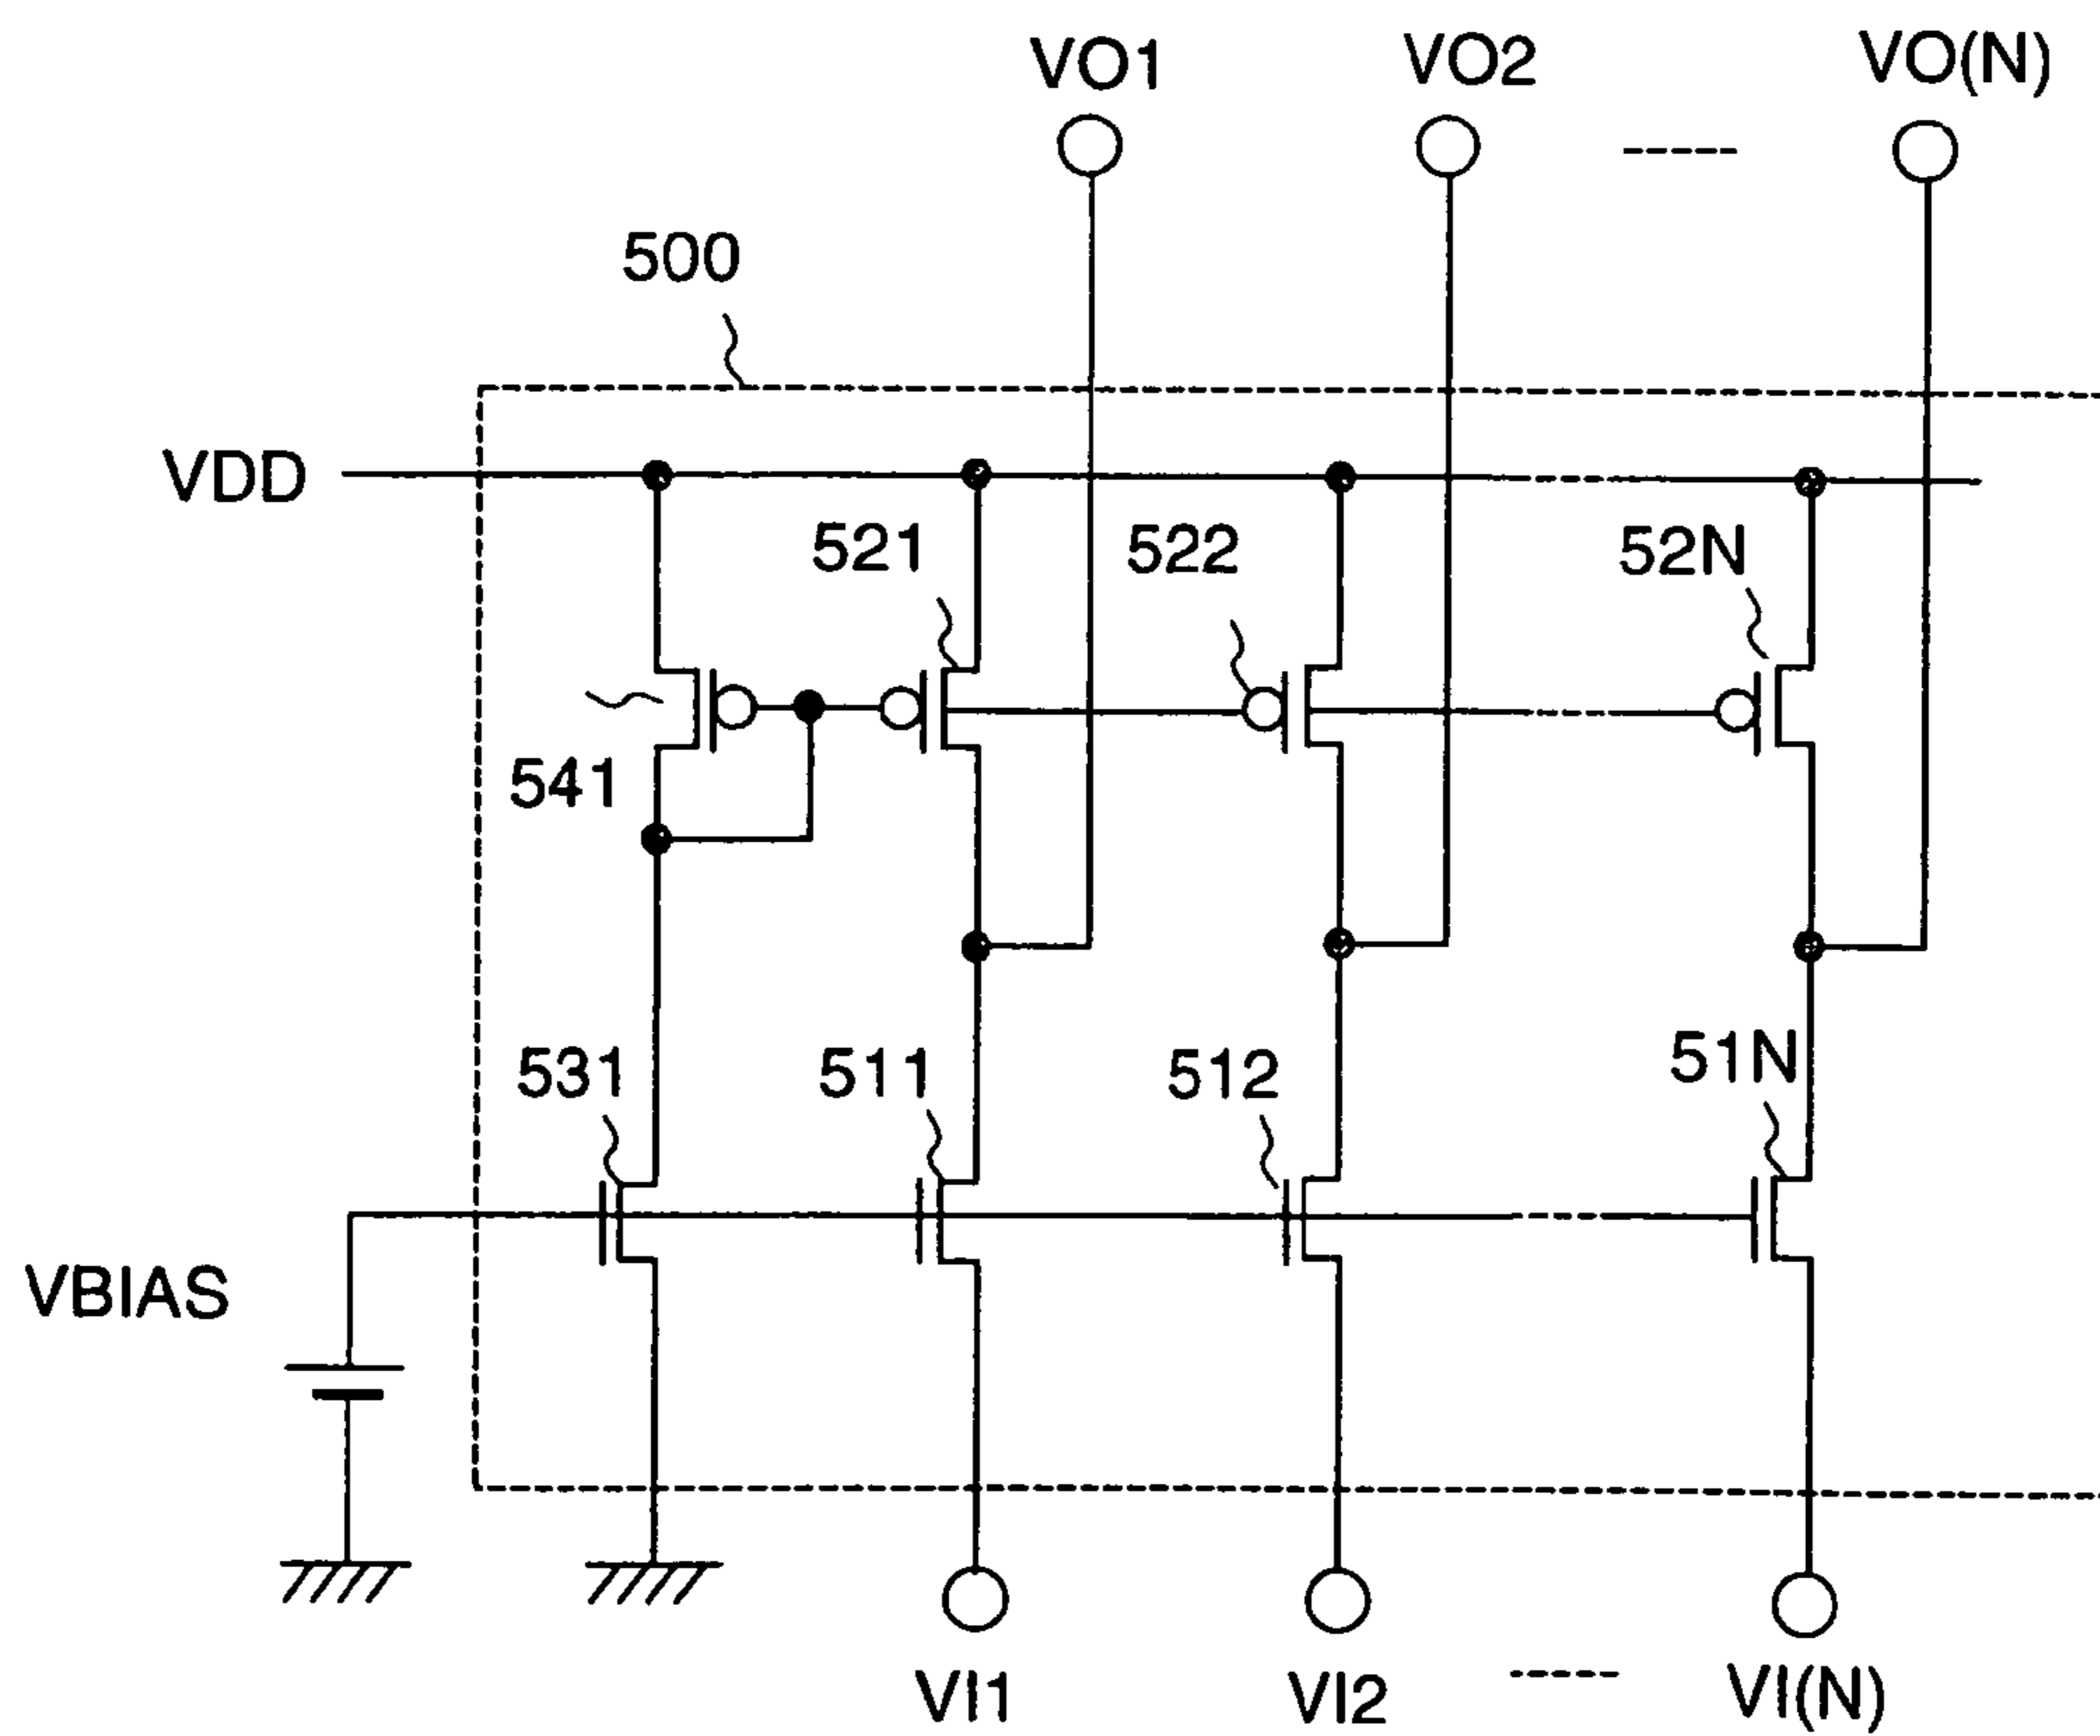 VO1 VO2 VO(N)
500
VDD
521 522 52N
541
531 511 512 51N
VBIAS
VI1 VI2 VI(N)